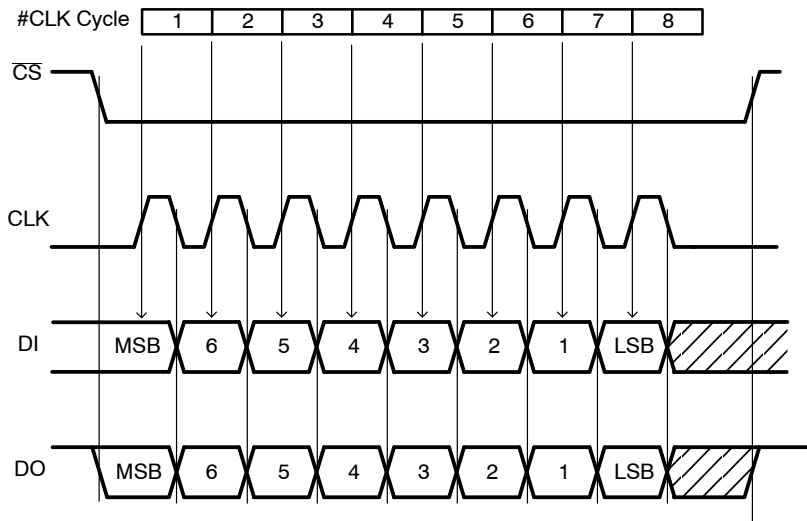 #CLK Cycle 1 2 3 4 5 6 7 8
CS
CLK
DI MSB 6 5 4 3 2 1 LSB
DO MSB 6 5 4 3 2 1 LSB